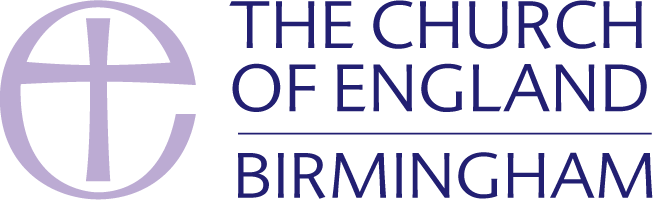 THE CHURCH
OF ENGLAND
BIRMINGHAM